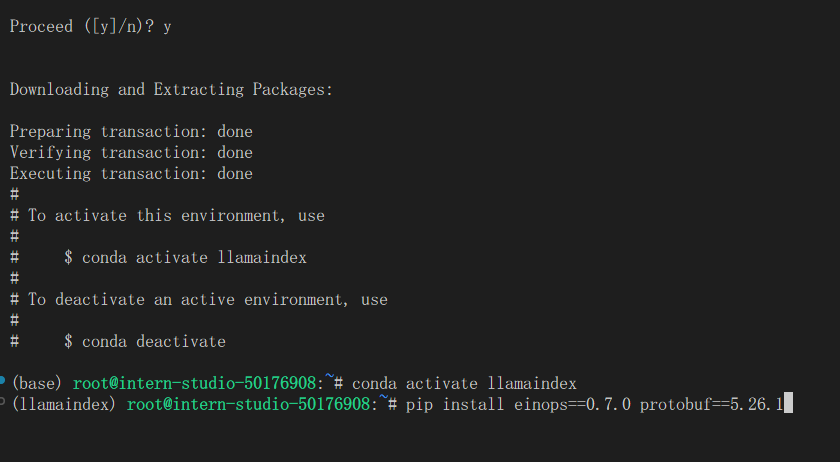 Proceed ([y]/n)? y
Downloading and Extracting Packages:
Preparing transaction: done
Verifying transaction: done
Executing transaction: done
#
# To activate this environment, use
#
#     $ conda activate llamaindex
#
# To deactivate an active environment, use
#
#     $ conda deactivate
(base) root@intern-studio-50176908:~# conda activate llamaindex
(llamaindex) root@intern-studio-50176908:~# pip install einops==0.7.0 protobuf==5.26.1